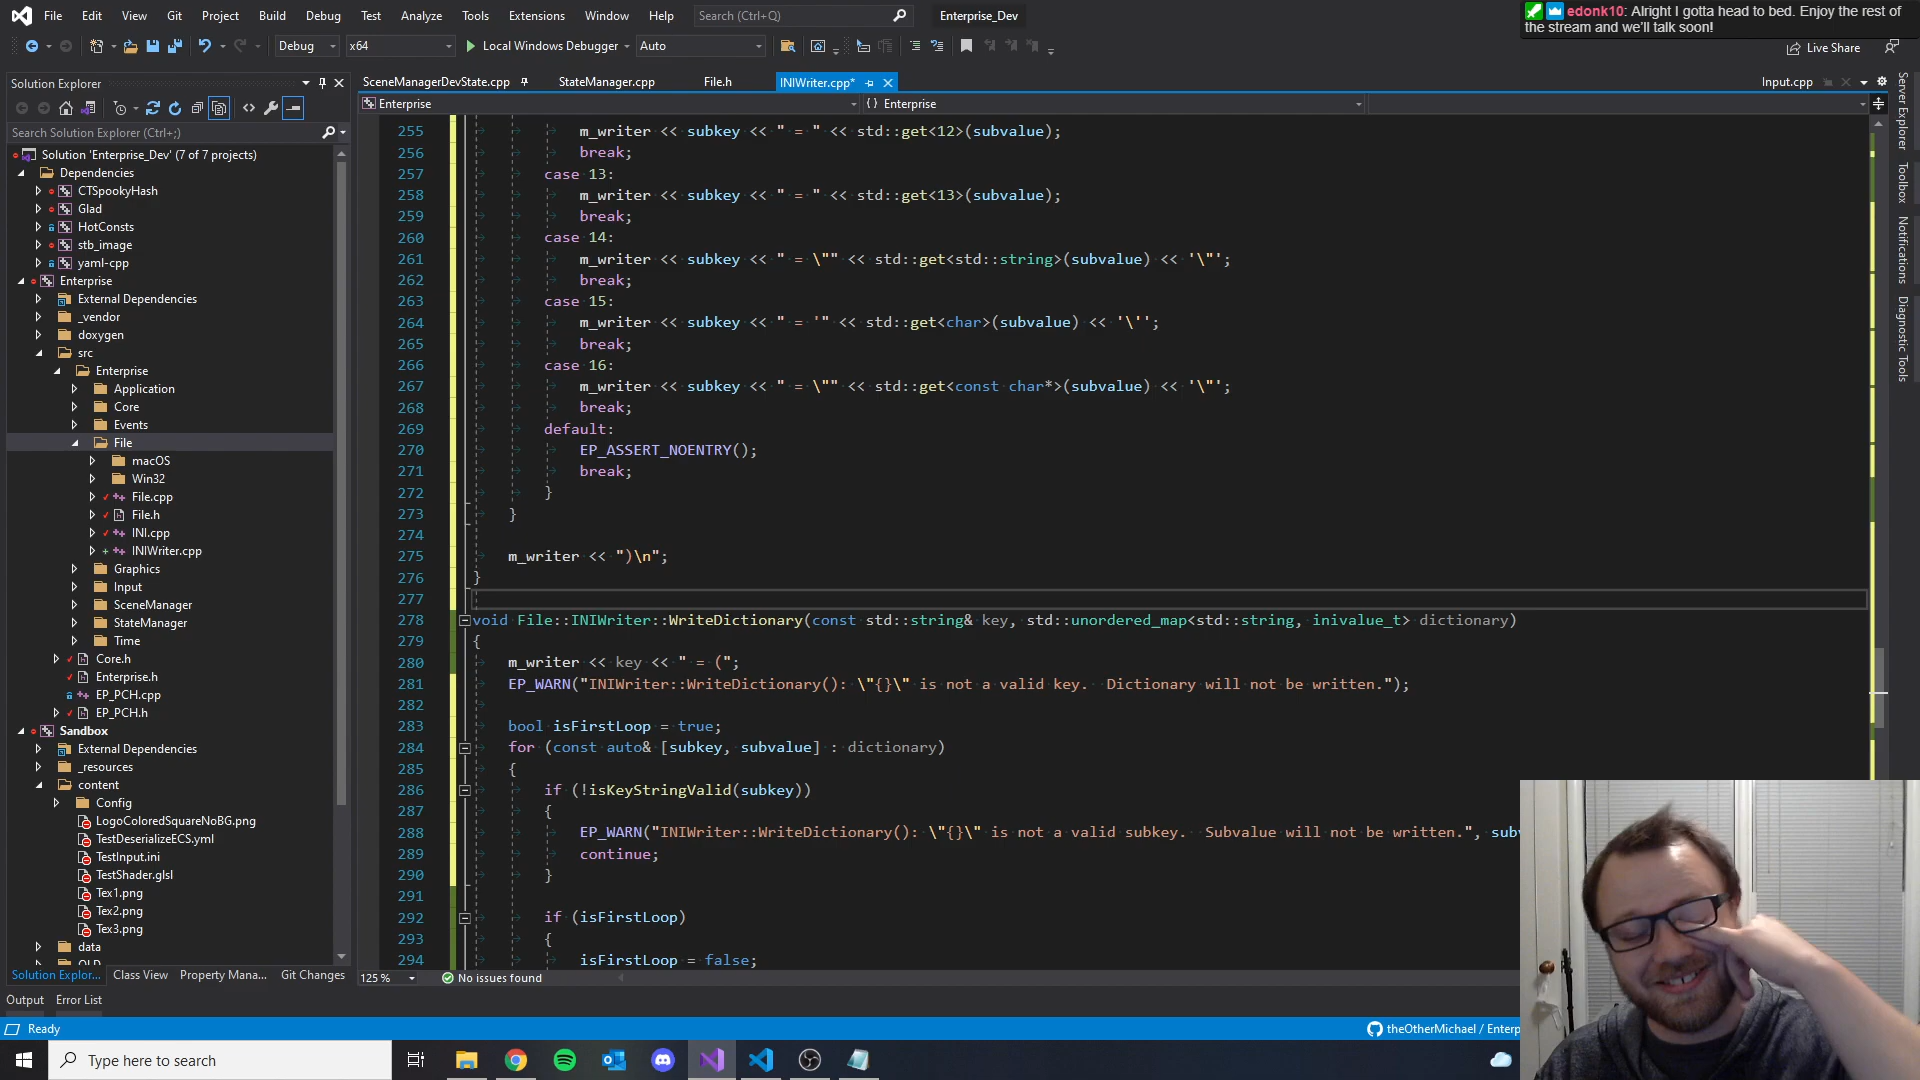 File Edit View Git Project Build Debug Test Analyze Tools Extensions Window Help Search (Ctrl+Q) Enterprise_Dev
edonk10: Alright I gotta head to bed. Enjoy the rest of
the stream and we'll talk soon!
Debug x64 Local Windows Debugger Auto Live Share
Solution Explorer
SceneManagerDevState.cpp StateManager.cpp File.h INIWriter.cpp* Input.cpp
Enterprise {} Enterprise
Search Solution Explorer (Ctrl+;)
Solution 'Enterprise_Dev' (7 of 7 projects)
Dependencies
CTSpookyHash
Glad
HotConsts
stb_image
yaml-cpp
Enterprise
External Dependencies
_vendor
doxygen
src
Enterprise
Application
Core
Events
File
macOS
Win32
File.cpp
File.h
INI.cpp
INIWriter.cpp
Graphics
Input
SceneManager
StateManager
Time
Core.h
Enterprise.h
EP_PCH.cpp
EP_PCH.h
Sandbox
External Dependencies
_resources
content
Config
LogoColoredSquareNoBG.png
TestDeserializeECS.yml
TestInput.ini
TestShader.glsl
Tex1.png
Tex2.png
Tex3.png
data
OLD
Solution Explor... Class View Property Mana... Git Changes
255 m_writer << subkey << " = " << std::get<12>(subvalue);
256 break;
257 case 13:
258 m_writer << subkey << " = " << std::get<13>(subvalue);
259 break;
260 case 14:
261 m_writer << subkey << " = \"" << std::get<std::string>(subvalue) << '\"';
262 break;
263 case 15:
264 m_writer << subkey << " = '" << std::get<char>(subvalue) << '\'';
265 break;
266 case 16:
267 m_writer << subkey << " = \"" << std::get<const char*>(subvalue) << '\"';
268 break;
269 default:
270 EP_ASSERT_NOENTRY();
271 break;
272 }
273 }
274
275 m_writer << ")\n";
276 }
277
278 void File::INIWriter::WriteDictionary(const std::string& key, std::unordered_map<std::string, inivalue_t> dictionary)
279 {
280 m_writer << key << " = (";
281 EP_WARN("INIWriter::WriteDictionary(): \"{}\" is not a valid key.  Dictionary will not be written.");
282
283 bool isFirstLoop = true;
284 for (const auto& [subkey, subvalue] : dictionary)
285 {
286 if (!isKeyStringValid(subkey))
287 {
288 EP_WARN("INIWriter::WriteDictionary(): \"{}\" is not a valid subkey.  Subvalue will not be written.", sub
289 continue;
290 }
291
292 if (isFirstLoop)
293 {
294 isFirstLoop = false;
125 % No issues found
Server Explorer
Toolbox
Notifications
Diagnostic Tools
Output Error List
Ready theOtherMichael / Enterp
Type here to search